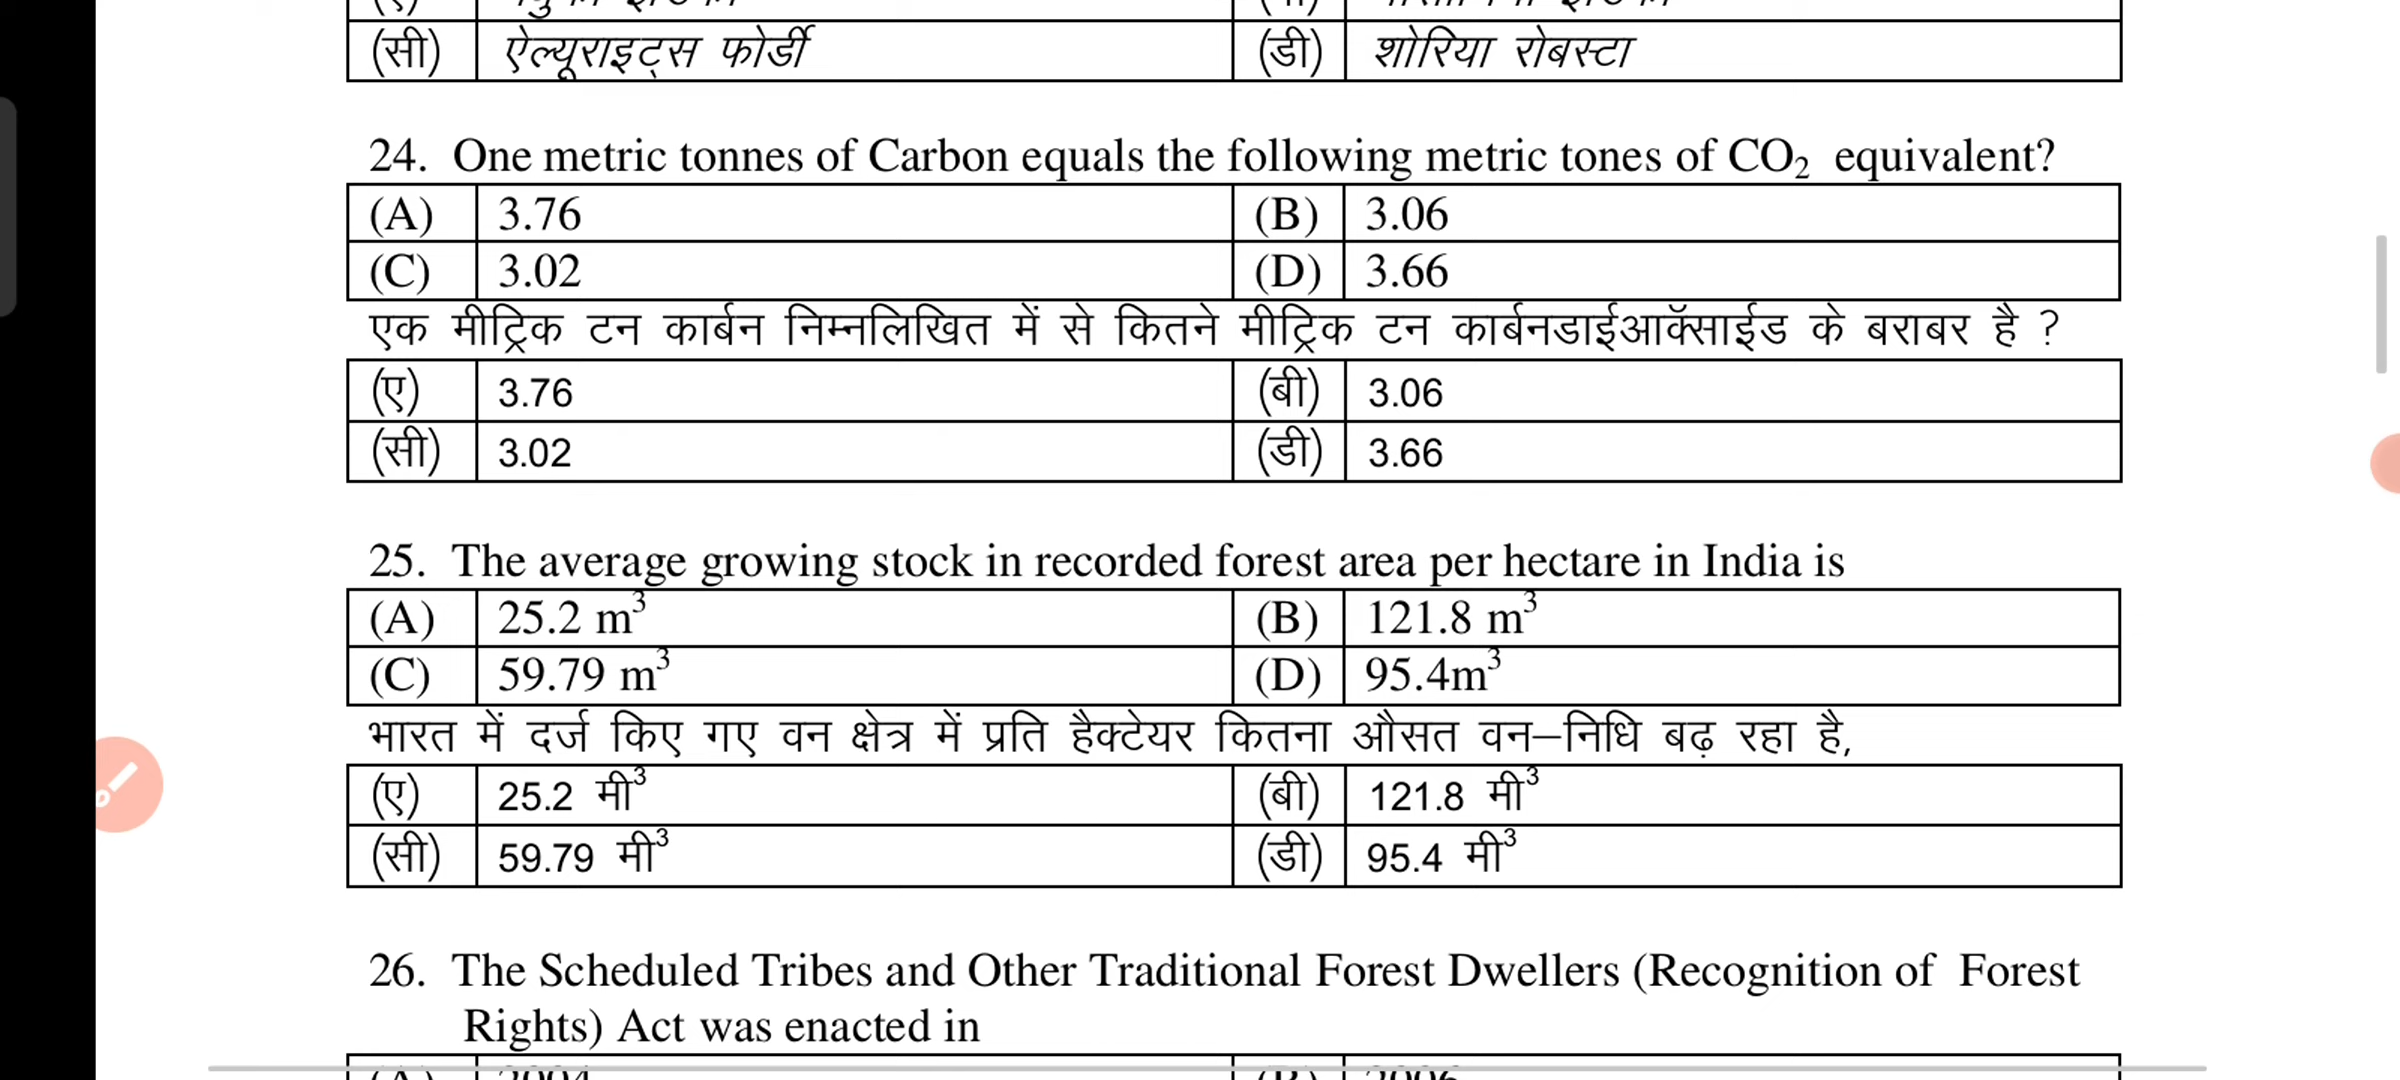 (सी) ऐल्यूराइट्स फोर्डी (डी) शोरिया रोबस्टा
24. One metric tonnes of Carbon equals the following metric tones of CO₂ equivalent?
(A) 3.76 (B) 3.06
(C) 3.02 (D) 3.66
एक मीट्रिक टन कार्बन निम्नलिखित में से कितने मीट्रिक टन कार्बनडाईआक्ॅसाईड के बराबर है ?
(ए) 3.76 (बी) 3.06
(सी) 3.02 (डी) 3.66
25. The average growing stock in recorded forest area per hectare in India is
(A) 25.2 m³ (B) 121.8 m³
(C) 59.79 m³ (D) 95.4m³
भारत में दर्ज किए गए वन क्षेत्र में प्रति हैक्टेयर कितना औसत वन–निधि बढ़ रहा है,
(ए) 25.2 मी³ (बी) 121.8 मी³
(सी) 59.79 मी³ (डी) 95.4 मी³
26. The Scheduled Tribes and Other Traditional Forest Dwellers (Recognition of Forest
Rights) Act was enacted in